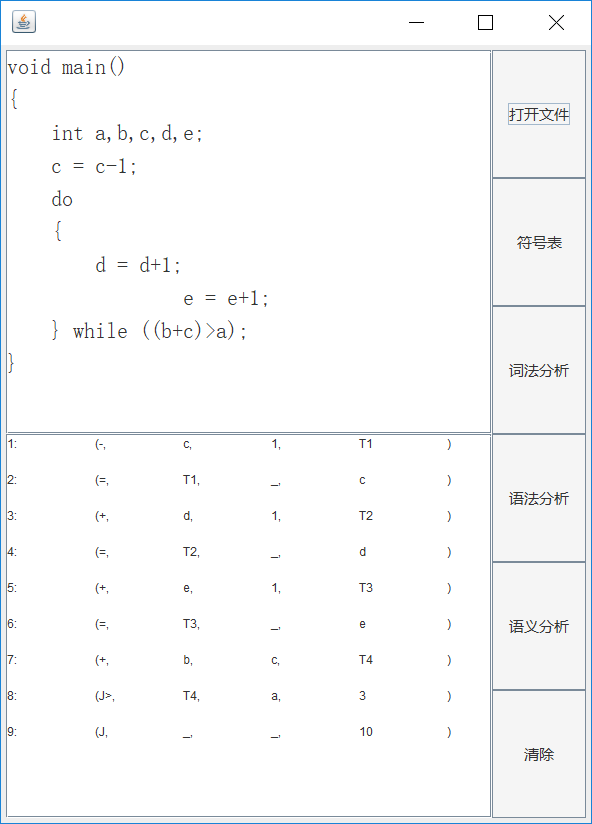 void main()
{
    int a,b,c,d,e;
    c = c-1;
    do
    {
        d = d+1;
                e = e+1;
    } while ((b+c)>a);
}
1: (-, c, 1, T1 )
2: (=, T1, _, c )
3: (+, d, 1, T2 )
4: (=, T2, _, d )
5: (+, e, 1, T3 )
6: (=, T3, _, e )
7: (+, b, c, T4 )
8: (J>, T4, a, 3 )
9: (J, _, _, 10 )
打开文件
符号表
词法分析
语法分析
语义分析
清除